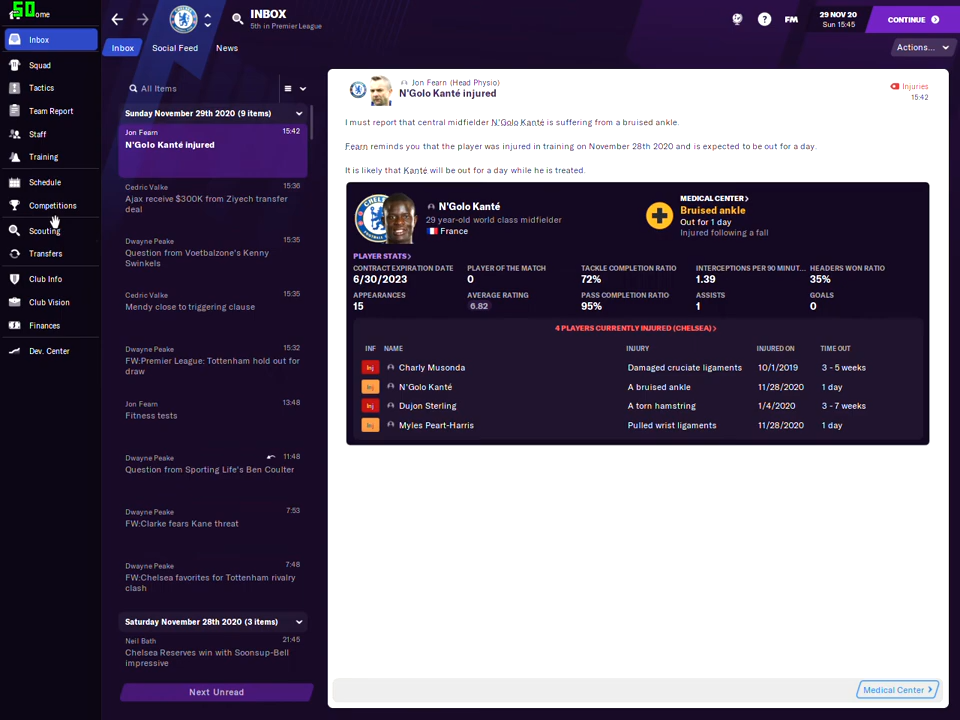 50
ome
Inbox
Squad
Tactics
Team Report
Staff
Training
Schedule
Competitions
Scouting
Transfers
Club Info
Club Vision
Finances
Dev. Center
INBOX
5th in Premier League
FM
29 NOV 20
Sun 15:45
CONTINUE
Inbox Social Feed News
Actions...
All Items
Sunday November 29th 2020 (9 items)
Jon Fearn 15:42
N'Golo Kanté injured
Cedric Valke 15:36
Ajax receive $300K from Ziyech transfer
deal
Dwayne Peake 15:35
Question from Voetbalzone's Kenny
Swinkels
Cedric Valke 15:35
Mendy close to triggering clause
Dwayne Peake 15:32
FW:Premier League: Tottenham hold out for
draw
Jon Fearn 13:48
Fitness tests
Dwayne Peake 11:48
Question from Sporting Life's Ben Coulter
Dwayne Peake 7:53
FW:Clarke fears Kane threat
Dwayne Peake 7:48
FW:Chelsea favorites for Tottenham rivalry
clash
Saturday November 28th 2020 (3 items)
Neil Bath 21:45
Chelsea Reserves win with Soonsup-Bell
impressive
Next Unread
Jon Fearn (Head Physio)
N'Golo Kanté injured
Injuries
15:42
I must report that central midfielder N'Golo Kanté is suffering from a bruised ankle.
Fearn reminds you that the player was injured in training on November 28th 2020 and is expected to be out for a day.
It is likely that Kanté will be out for a day while he is treated.
N'Golo Kanté
29 year-old world class midfielder
France
MEDICAL CENTER>
Bruised ankle
Out for 1 day
Injured following a fall
PLAYER STATS>
CONTRACT EXPIRATION DATE PLAYER OF THE MATCH TACKLE COMPLETION RATIO INTERCEPTIONS PER 90 MINUT... HEADERS WON RATIO
6/30/2023 0 72% 1.39 35%
APPEARANCES AVERAGE RATING PASS COMPLETION RATIO ASSISTS GOALS
15 6.82 95% 1 0
4 PLAYERS CURRENTLY INJURED (CHELSEA)>
INF NAME INJURY INJURED ON TIME OUT
Inj Charly Musonda Damaged cruciate ligaments 10/1/2019 3 - 5 weeks
Inj N'Golo Kanté A bruised ankle 11/28/2020 1 day
Inj Dujon Sterling A torn hamstring 1/4/2020 3 - 7 weeks
Inj Myles Peart-Harris Pulled wrist ligaments 11/28/2020 1 day
Medical Center >